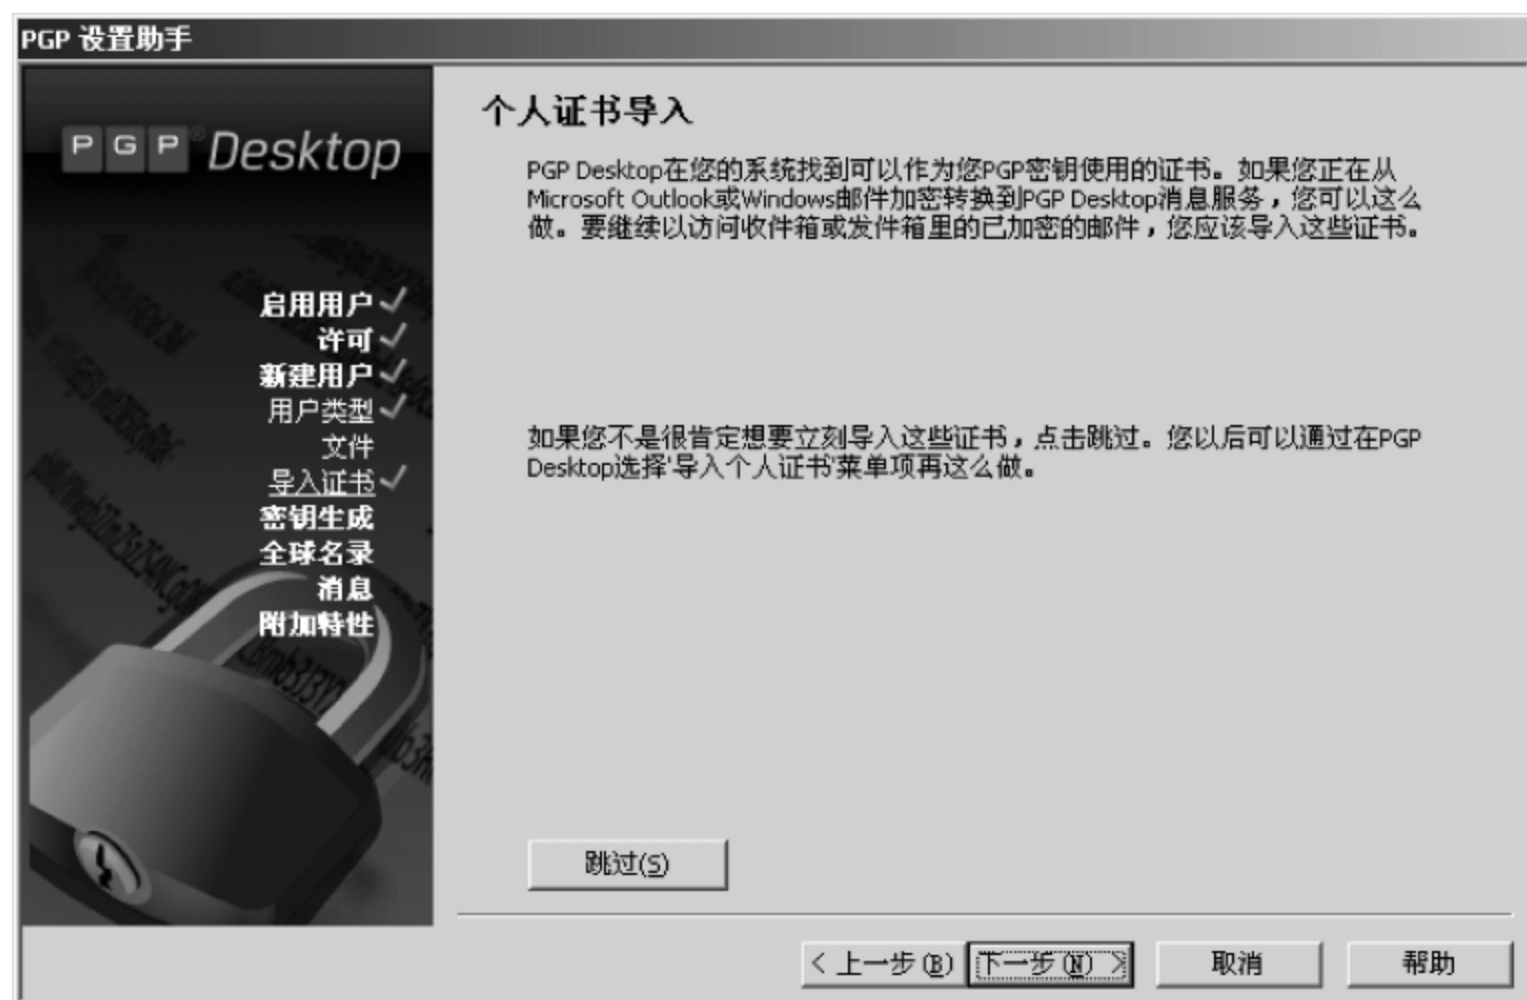 PGP 设置助手
PGP® Desktop
启用用户
许可
新建用户
用户类型
文件
导入证书
密钥生成
全球名录
消息
附加特性
个人证书导入
PGP Desktop在您的系统找到可以作为您PGP密钥使用的证书。如果您正在从
Microsoft Outlook或Windows邮件加密转换到PGP Desktop消息服务，您可以这么
做。要继续以访问收件箱或发件箱里的已加密的邮件，您应该导入这些证书。
如果您不是很肯定想要立刻导入这些证书，点击跳过。您以后可以通过在PGP
Desktop选择'导入个人证书'菜单项再这么做。
跳过(S)
< 上一步(B) 下一步(N) > 取消 帮助